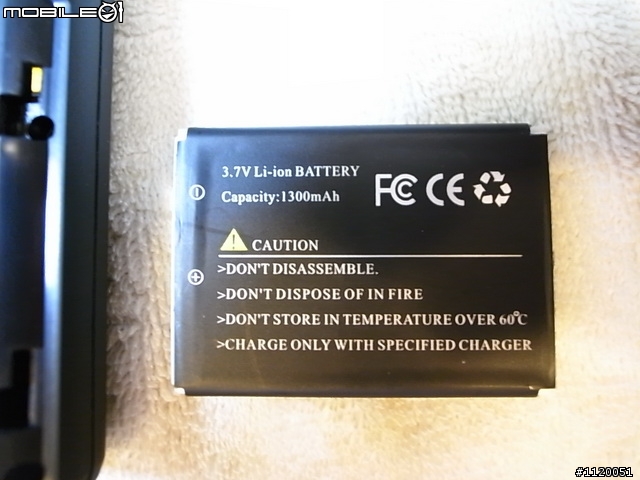 MOBILE01
3.7V Li-ion BATTERY
Capacity:1300mAh
FC CE
CAUTION
>DON'T DISASSEMBLE.
>DON'T DISPOSE OF IN FIRE
>DON'T STORE IN TEMPERATURE OVER 60℃
>CHARGE ONLY WITH SPECIFIED CHARGER
#1120051